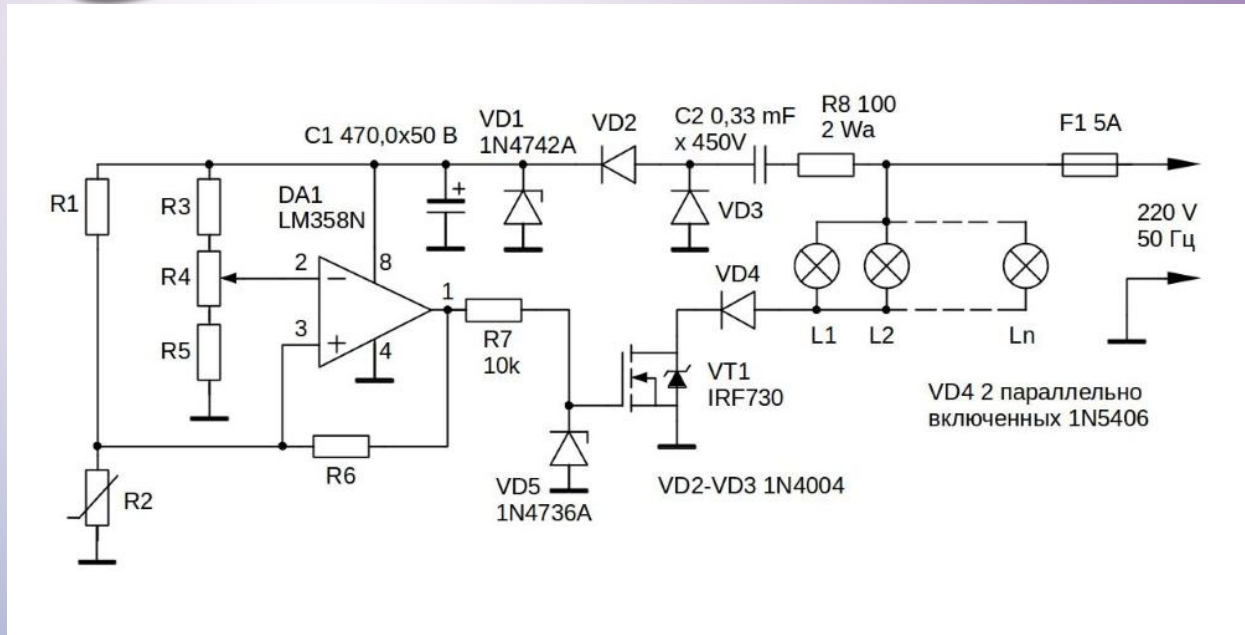 C1 470,0x50 В
VD1
1N4742A
VD2
C2 0,33 mF
x 450V
R8 100
2 Wa
F1 5A
R1
R3
DA1
LM358N
+
VD3
220 V
50 Гц
R4
2
−
8
VD4
1
R5
3
+
4
R7
10k
L1
L2
Ln
VT1
IRF730
VD4 2 параллельно
включенных 1N5406
R6
R2
VD5
1N4736A
VD2-VD3 1N4004